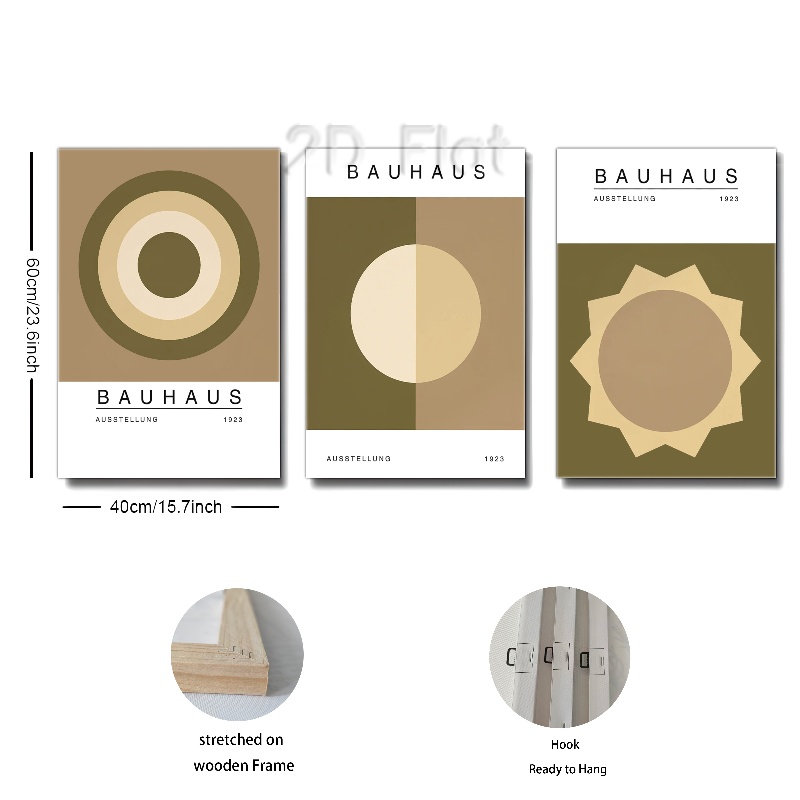 2D Flat
BAUHAUS
AUSSTELLUNG 1923
BAUHAUS
AUSSTELLUNG 1923
BAUHAUS
AUSSTELLUNG 1923
60cm/23.6inch
40cm/15.7inch
stretched on
wooden Frame
Hook
Ready to Hang